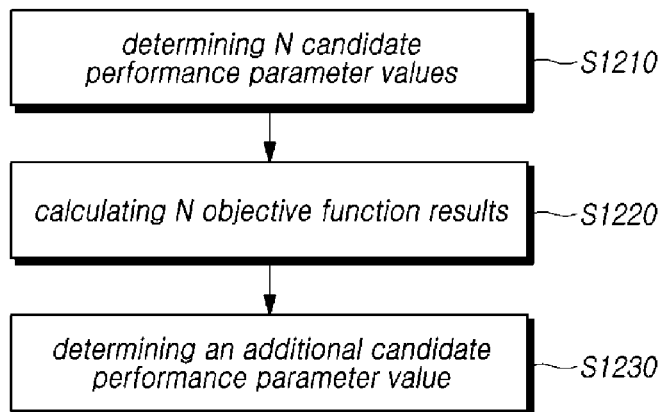 determining N candidate
performance parameter values
S1210
calculating N objective function results
S1220
determining an additional candidate
performance parameter value
S1230